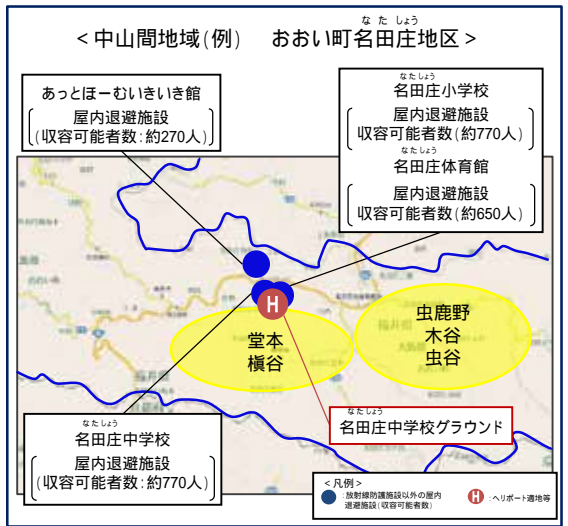 <中山間地域(例) おおい町名田庄地区>
なたしょう
あっとほーむいきいき館
屋内退避施設
(収容可能者数:約270人)
なたしょう
名田庄小学校
屋内退避施設
収容可能者数(約770人)
なたしょう
名田庄体育館
屋内退避施設
収容可能者数(約650人)
H
堂本
槇谷
虫鹿野
木谷
虫谷
なたしょう
名田庄中学校
屋内退避施設
(収容可能者数:約770人)
なたしょう
名田庄中学校グラウンド
<凡例>
:放射線防護施設以外の屋内
退避施設(収容可能者数)
H :ヘリポート適地等